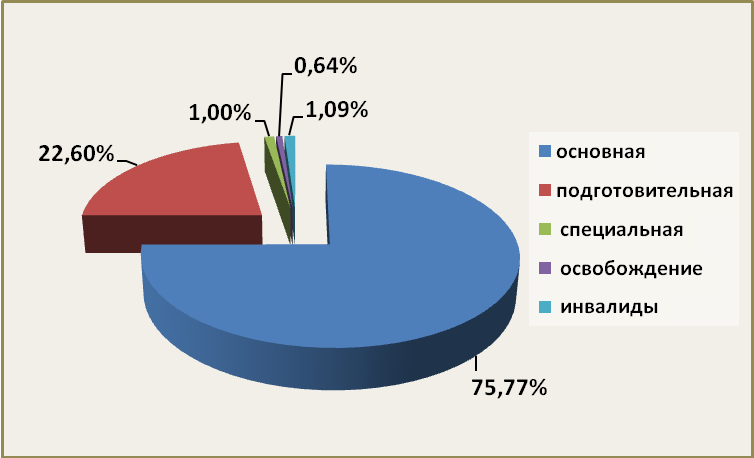 0,64%
1,00%
1,09%
22,60%
основная
подготовительная
специальная
освобождение
инвалиды
75,77%